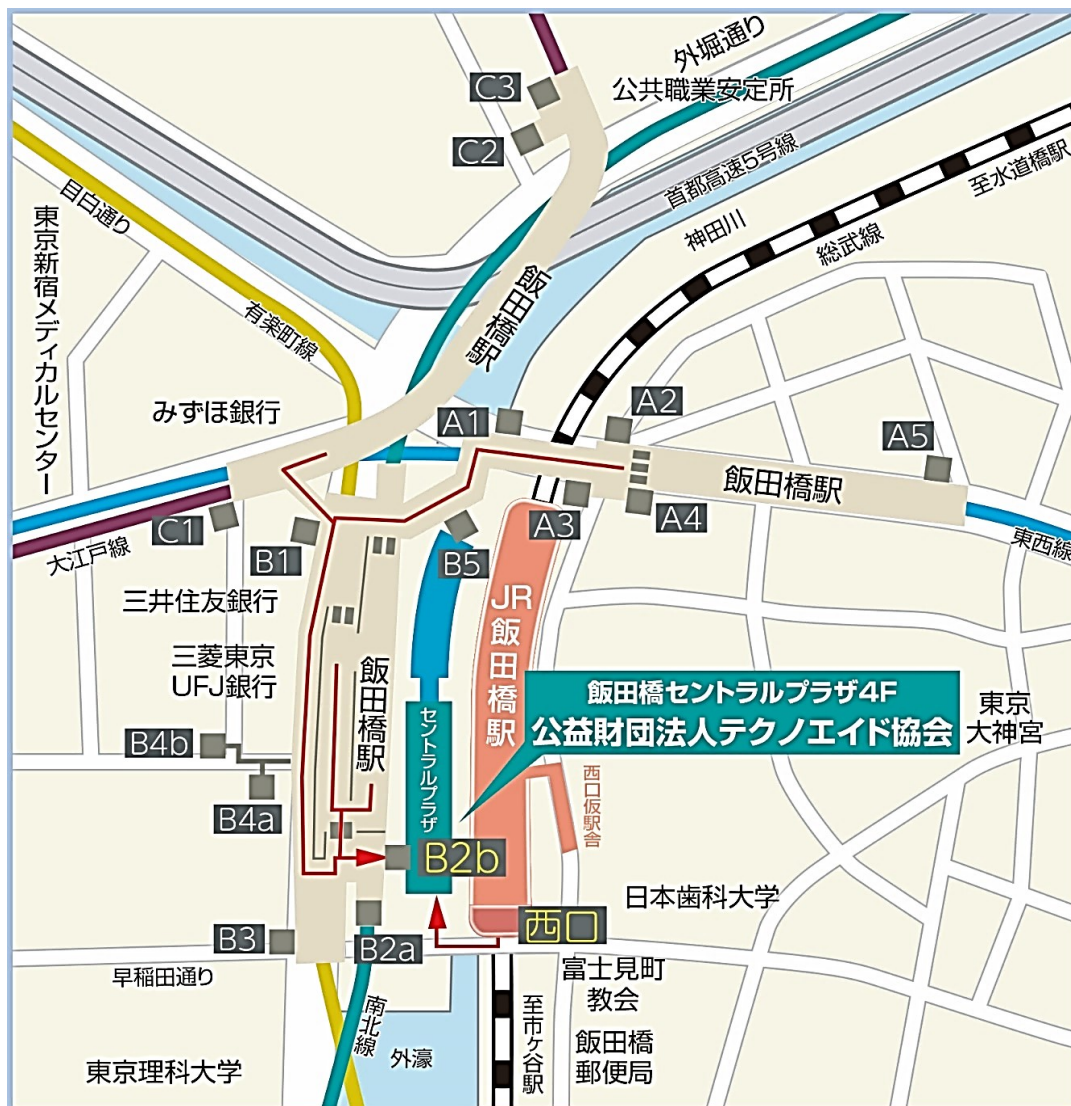 外堀通り
C3
公共職業安定所
C2
首都高速5号線
至水道橋駅
神田川
総武線
目白通り
東京新宿メディカルセンター
飯田橋駅
有楽町線
みずほ銀行
A1
A2
A5
飯田橋駅
C1
A3
A4
東西線
大江戸線
B1
B5
三井住友銀行
JR飯田橋駅
三菱東京
UFJ銀行
飯田橋駅
飯田橋セントラルプラザ4F
公益財団法人テクノエイド協会
東京
大神宮
セントラルプラザ
B4b
B4a
西口仮駅舎
B2b
日本歯科大学
西口
B3
B2a
早稲田通り
富士見町
教会
南北線
外濠
至市ヶ谷駅
飯田橋
郵便局
東京理科大学